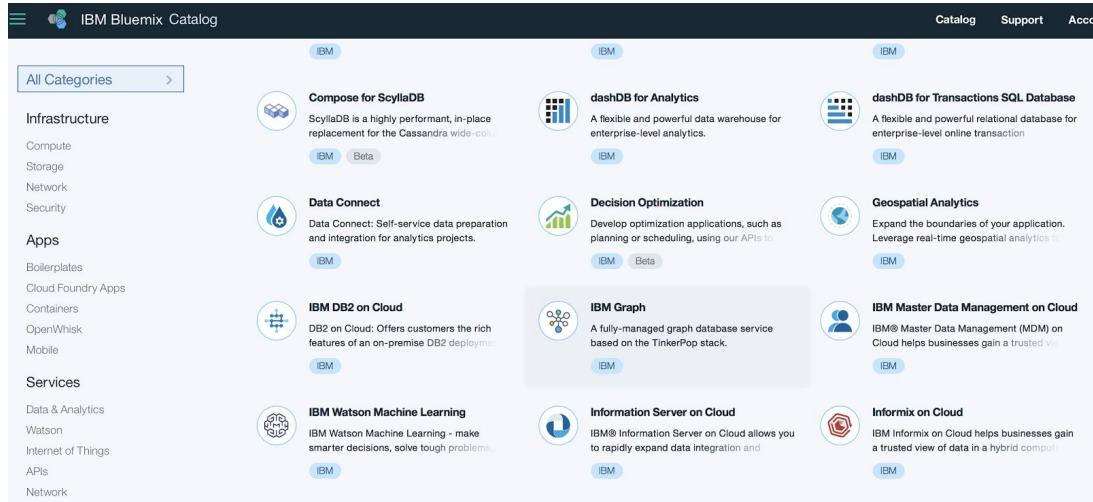 IBM Bluemix Catalog
Catalog Support
All Categories
Infrastructure
Compute
Storage
Network
Security
Apps
Boilerplates
Cloud Foundry Apps
Containers
OpenWhisk
Mobile
Services
Data & Analytics
Watson
Internet of Things
APIs
Network
IBM
IBM
IBM
Compose for ScyllaDB
ScyllaDB is a highly performant, in-place
replacement for the Cassandra
IBM Beta
dashDB for Analytics
A flexible and powerful data warehouse for
enterprise-level analytics.
IBM
dashDB for Transactions SQL Database
A flexible and powerful relational database for
enterprise-level online transaction
IBM
Data Connect
Data Connect: Self-service data preparation
and integration for analytics projects.
IBM
Decision Optimization
Develop optimization applications, such as
planning or scheduling, using our APIs to
IBM Beta
Geospatial Analytics
Expand the boundaries of your application.
Leverage real-time geospatial analytics
IBM
IBM DB2 on Cloud
DB2 on Cloud: Offers customers the rich
features of an on-premise DB2
IBM
IBM Graph
A fully-managed graph database service
based on the TinkerPop stack.
IBM
IBM Master Data Management on Cloud
IBM® Master Data Management (MDM) on
Cloud helps businesses gain a trusted
IBM
IBM Watson Machine Learning
IBM Watson Machine Learning - make
smarter decisions, solve tough problems,
IBM
Information Server on Cloud
IBM® Information Server on Cloud allows you
to rapidly expand data integration and
IBM
Informix on Cloud
IBM Informix on Cloud helps businesses gain
a trusted view of data in a hybrid
IBM